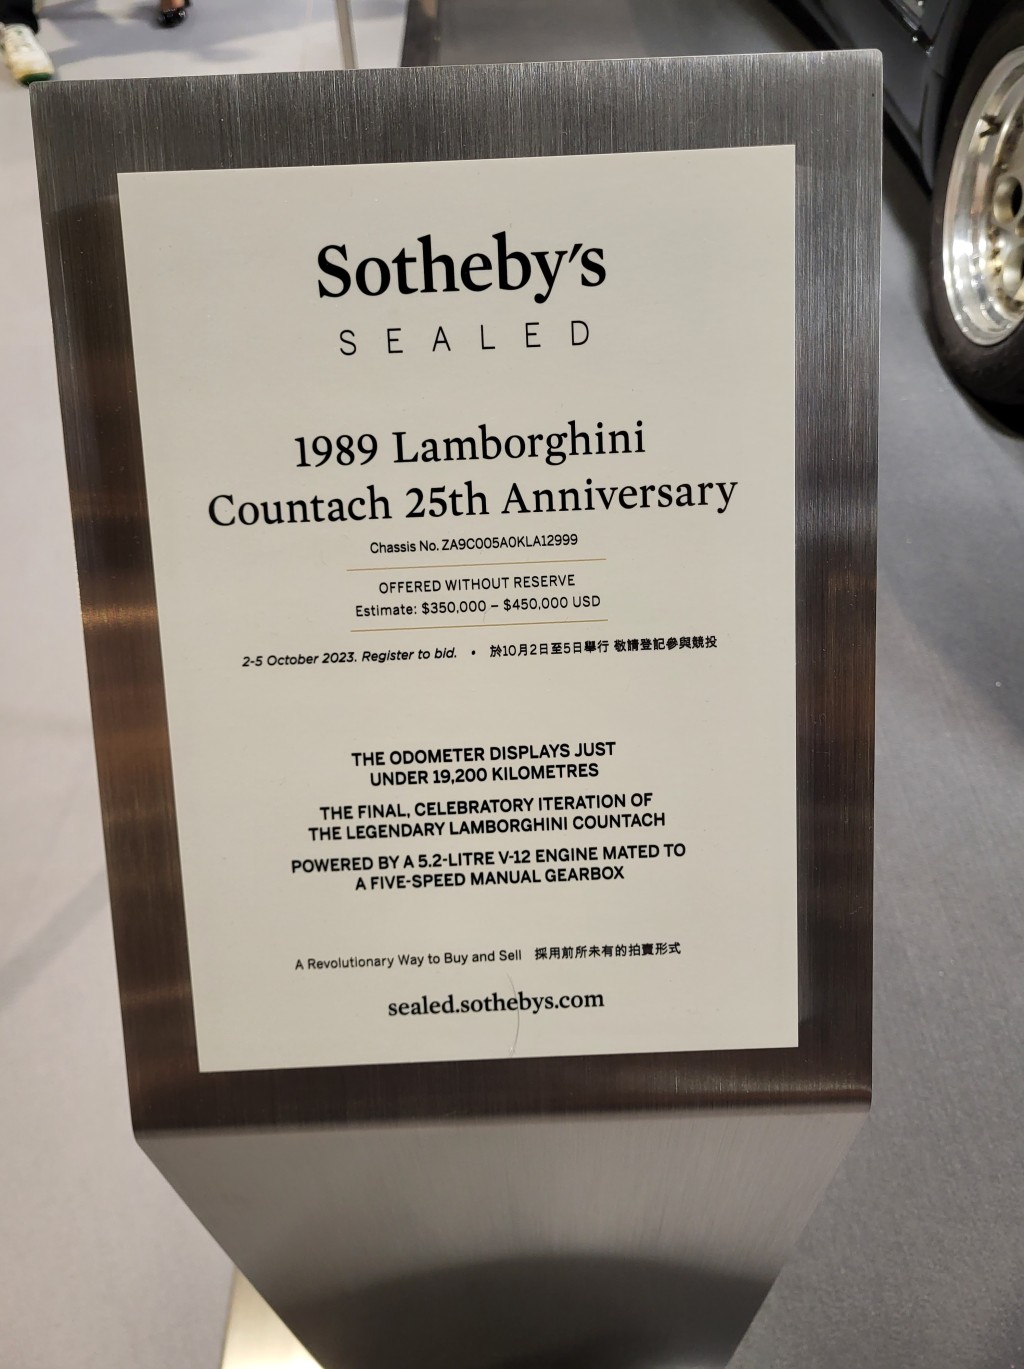 Sotheby's
SEALED
1989 Lamborghini
Countach 25th Anniversary
Chassis No. ZA9C005A0KLA12999
OFFERED WITHOUT RESERVE
Estimate: $350,000 – $450,000 USD
2-5 October 2023. Register to bid. • 於10月2日至5日舉行 敬請登記參與競投
THE ODOMETER DISPLAYS JUST
UNDER 19,200 KILOMETRES
THE FINAL, CELEBRATORY ITERATION OF
THE LEGENDARY LAMBORGHINI COUNTACH
POWERED BY A 5.2-LITRE V-12 ENGINE MATED TO
A FIVE-SPEED MANUAL GEARBOX
A Revolutionary Way to Buy and Sell 採用前所未有的拍賣形式
sealed.sothebys.com